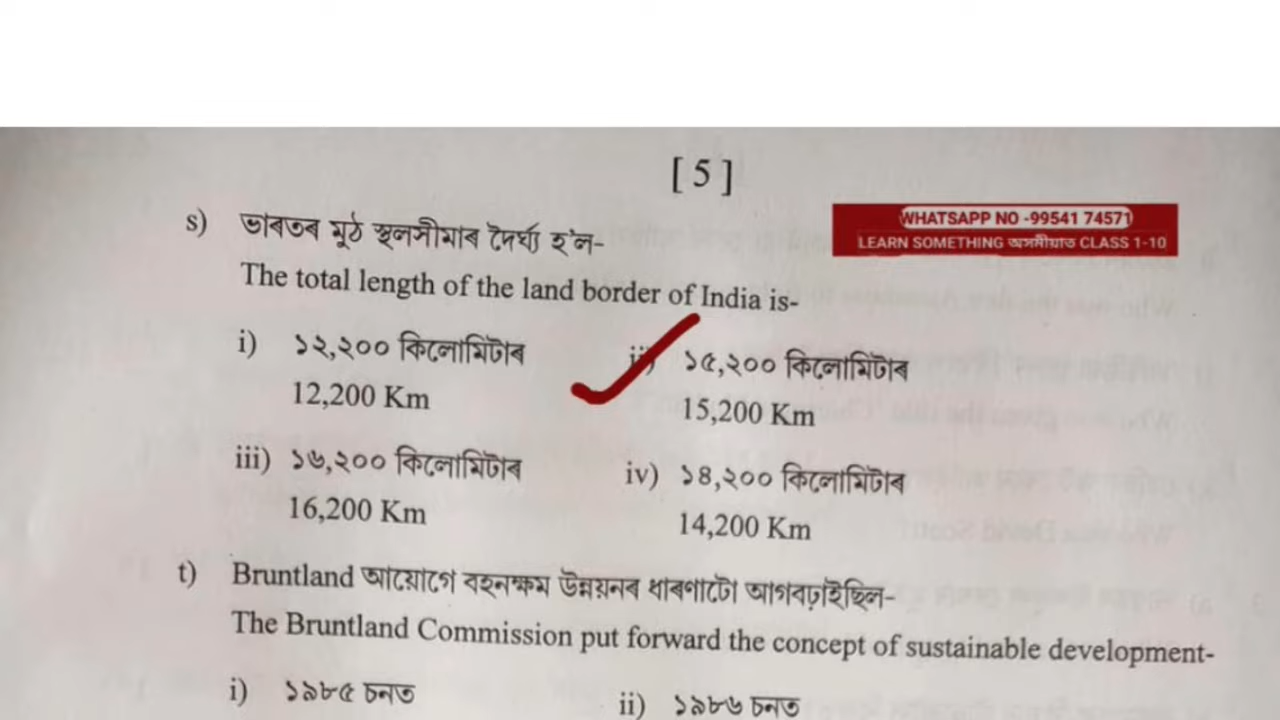 [ 5 ]
WHATSAPP NO -99541 74571
LEARN SOMETHING অসমীয়াত CLASS 1-10
s) ভাৰতৰ মুঠ স্থলসীমাৰ দৈৰ্ঘ্য হ'ল-
The total length of the land border of India is-
i) ১২,২০০ কিলোমিটাৰ ii) ১৫,২০০ কিলোমিটাৰ
12,200 Km 15,200 Km
iii) ১৬,২০০ কিলোমিটাৰ iv) ১৪,২০০ কিলোমিটাৰ
16,200 Km 14,200 Km
t) Bruntland আয়োগে বহনক্ষম উন্নয়নৰ ধাৰণাটো আগবঢ়াইছিল-
The Bruntland Commission put forward the concept of sustainable development-
i) ১৯৮৫ চনত ii) ১৯৮৬ চনত